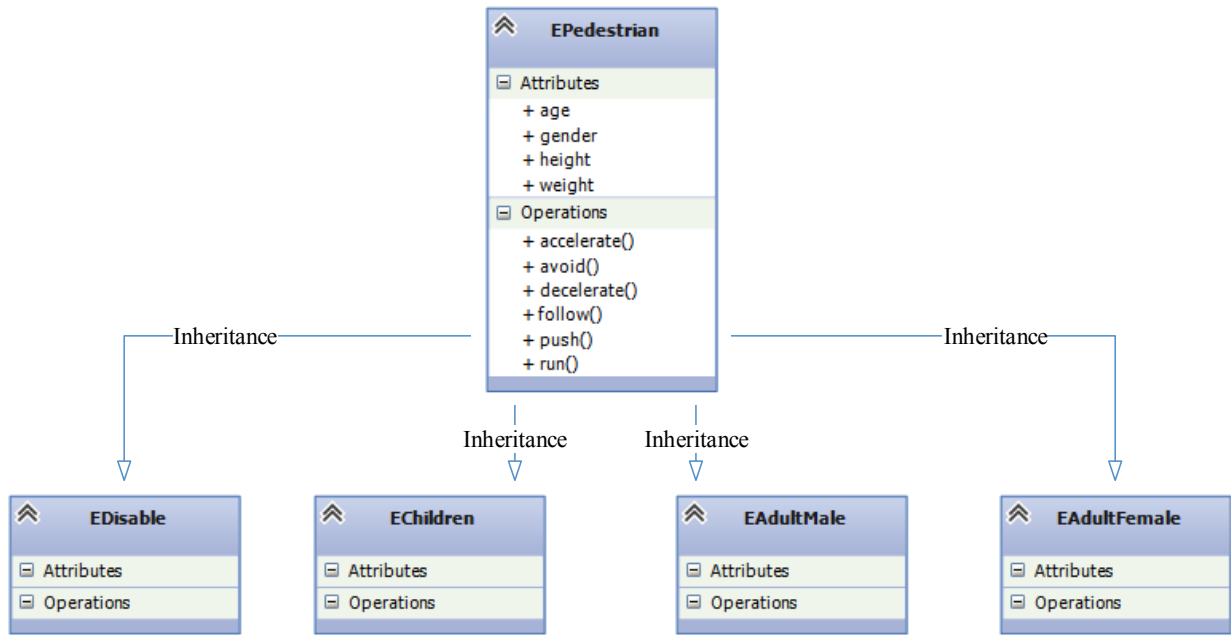 EPedestrian
Attributes
+ age
+ gender
+ height
+ weight
Operations
+ accelerate()
+ avoid()
+ decelerate()
+follow()
+ push()
+ run()
Inheritance
Inheritance
Inheritance
Inheritance
EDisable
Attributes
Operations
EChildren
Attributes
Operations
EAdultMale
Attributes
Operations
EAdultFemale
Attributes
Operations